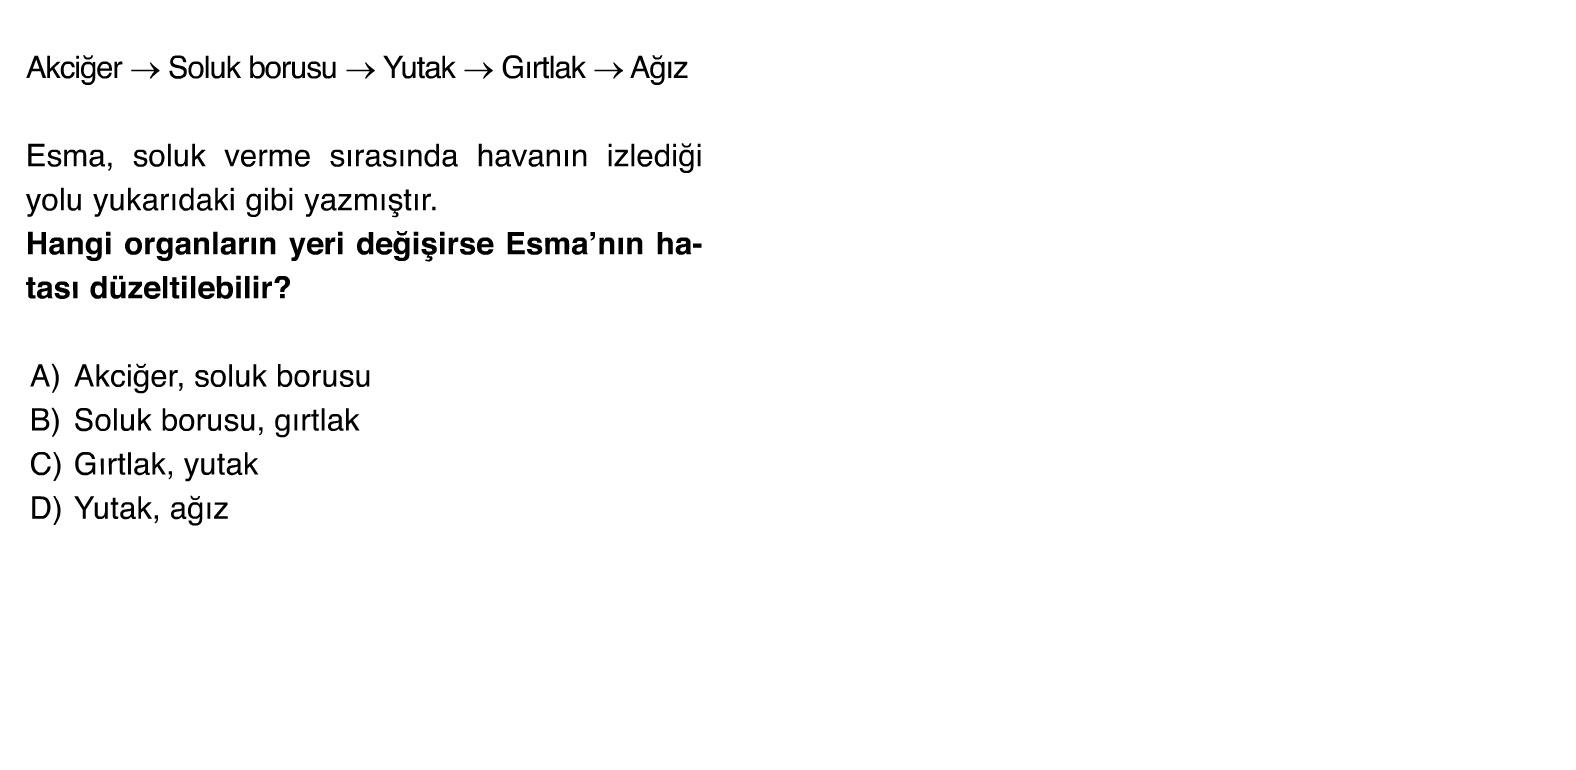 Akciğer → Soluk borusu → Yutak → Gırtlak → Ağız
Esma, soluk verme sırasında havanın izlediği
yolu yukarıdaki gibi yazmıştır.
Hangi organların yeri değişirse Esma’nın ha-
tası düzeltilebilir?
A) Akciğer, soluk borusu
B) Soluk borusu, gırtlak
C) Gırtlak, yutak
D) Yutak, ağız